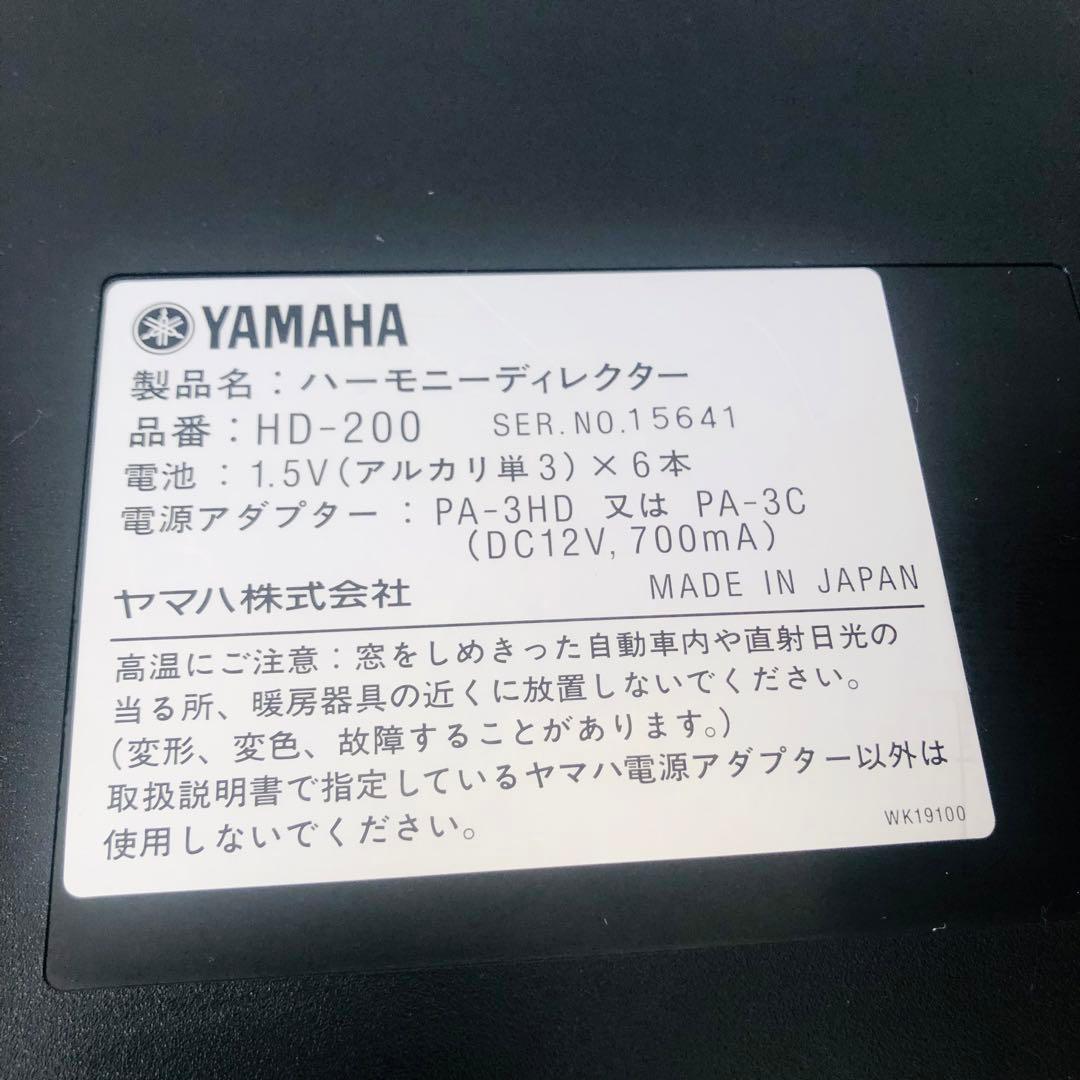 YAMAHA
製品名：ハーモニーディレクター
品番：HD-200 SER.NO.15641
電池：1.5V(アルカリ単3)×6本
電源アダプター：PA-3HD 又は PA-3C
(DC12V, 700mA)
ヤマハ株式会社 MADE IN JAPAN
高温にご注意：窓をしめきった自動車内や直射日光の
当る所、暖房器具の近くに放置しないでください。
(変形、変色、故障することがあります。)
取扱説明書で指定しているヤマハ電源アダプター以外は
使用しないでください。
WK19100